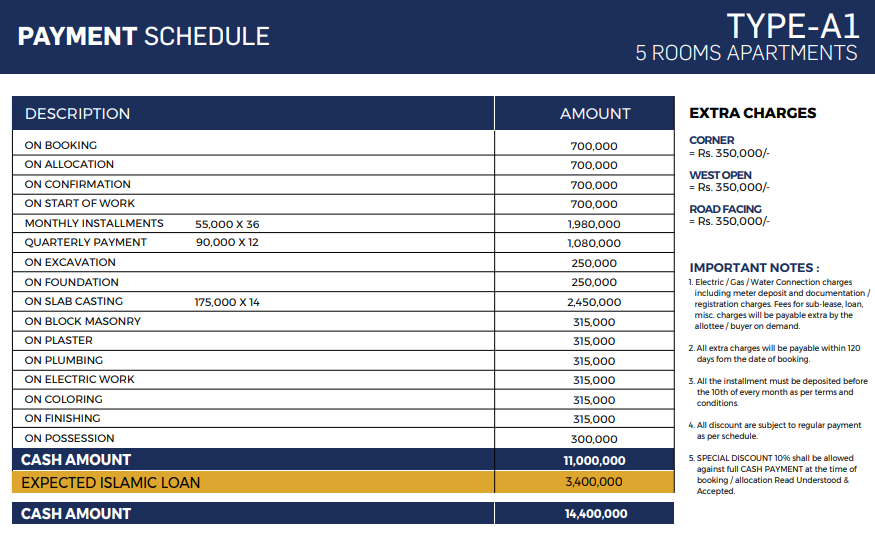 PAYMENT SCHEDULE
TYPE-A1
5 ROOMS APARTMENTS
DESCRIPTION AMOUNT
ON BOOKING 700,000
ON ALLOCATION 700,000
ON CONFIRMATION 700,000
ON START OF WORK 700,000
MONTHLY INSTALLMENTS 55,000 X 36 1,980,000
QUARTERLY PAYMENT 90,000 X 12 1,080,000
ON EXCAVATION 250,000
ON FOUNDATION 250,000
ON SLAB CASTING 175,000 X 14 2,450,000
ON BLOCK MASONRY 315,000
ON PLASTER 315,000
ON PLUMBING 315,000
ON ELECTRIC WORK 315,000
ON COLORING 315,000
ON FINISHING 315,000
ON POSSESSION 300,000
CASH AMOUNT 11,000,000
EXPECTED ISLAMIC LOAN 3,400,000
CASH AMOUNT 14,400,000
EXTRA CHARGES
CORNER
= Rs. 350,000/-
WEST OPEN
= Rs. 350,000/-
ROAD FACING
= Rs. 350,000/-
IMPORTANT NOTES :
1. Electric / Gas / Water Connection charges
including meter deposit and documentation /
registration charges. Fees for sub-lease, loan,
misc. charges will be payable extra by the
allottee / buyer on demand.
2. All extra charges will be payable within 120
days fom the date of booking.
3. All the installment must be deposited before
the 10th of every month as per terms and
conditions.
4. All discount are subject to regular payment
as per schedule.
5. SPECIAL DISCOUNT 10% shall be allowed
against full CASH PAYMENT at the time of
booking / allocation Read Understood &
Accepted.